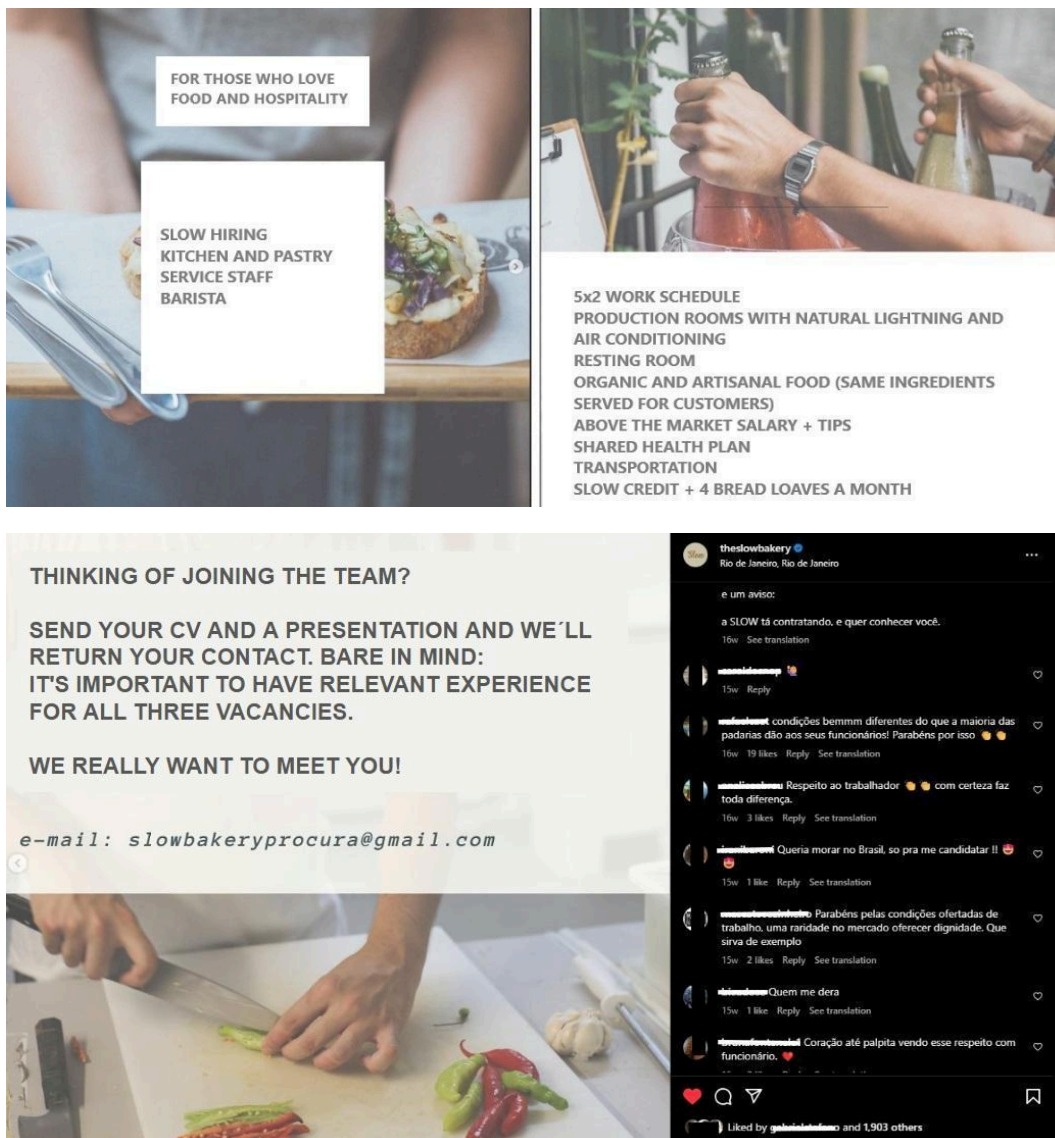 FOR THOSE WHO LOVE
FOOD AND HOSPITALITY
SLOW HIRING
KITCHEN AND PASTRY
SERVICE STAFF
BARISTA
5x2 WORK SCHEDULE
PRODUCTION ROOMS WITH NATURAL LIGHTNING AND
AIR CONDITIONING
RESTING ROOM
ORGANIC AND ARTISANAL FOOD (SAME INGREDIENTS
SERVED FOR CUSTOMERS)
ABOVE THE MARKET SALARY + TIPS
SHARED HEALTH PLAN
TRANSPORTATION
SLOW CREDIT + 4 BREAD LOAVES A MONTH
THINKING OF JOINING THE TEAM?
SEND YOUR CV AND A PRESENTATION AND WE´LL
RETURN YOUR CONTACT. BARE IN MIND:
IT'S IMPORTANT TO HAVE RELEVANT EXPERIENCE
FOR ALL THREE VACANCIES.
WE REALLY WANT TO MEET YOU!
e-mail: slowbakeryprocura@gmail.com
Slow
theslowbakery
Rio de Janeiro, Rio de Janeiro
e um aviso:
a SLOW tá contratando, e quer conhecer você.
16w See translation
15w Reply
condições bemmm diferentes do que a maioria das
padarias dão aos seus funcionários! Parabéns por isso 👏 👏
16w 19 likes Reply See translation
Respeito ao trabalhador 👏 👏 com certeza faz
toda diferença.
16w 3 likes Reply See translation
Queria morar no Brasil, so pra me candidatar !! 🤩
🤩
15w 1 like Reply See translation
Parabéns pelas condições ofertadas de
trabalho, uma raridade no mercado oferecer dignidade. Que
sirva de exemplo
15w 2 likes Reply See translation
Quem me dera
15w 1 like Reply See translation
Coração até palpita vendo esse respeito com
funcionário. ❤️
Liked by and 1,903 others